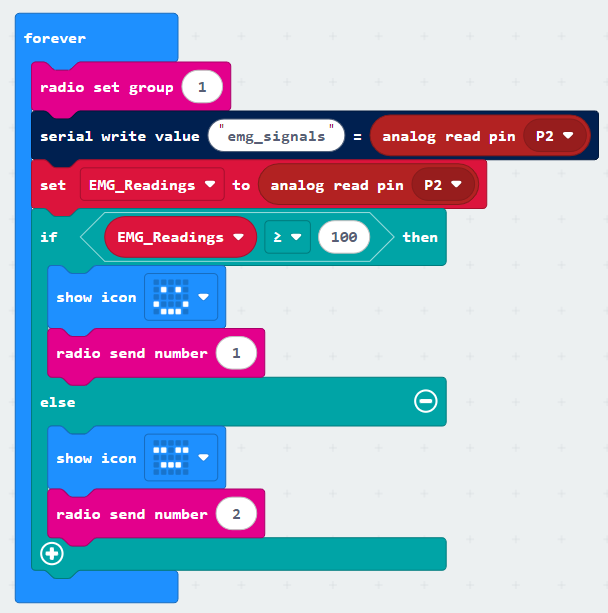 forever
radio set group 1
serial write value "emg_signals" = analog read pin P2
set EMG_Readings to analog read pin P2
if EMG_Readings ≥ 100 then
show icon
radio send number 1
else
show icon
radio send number 2